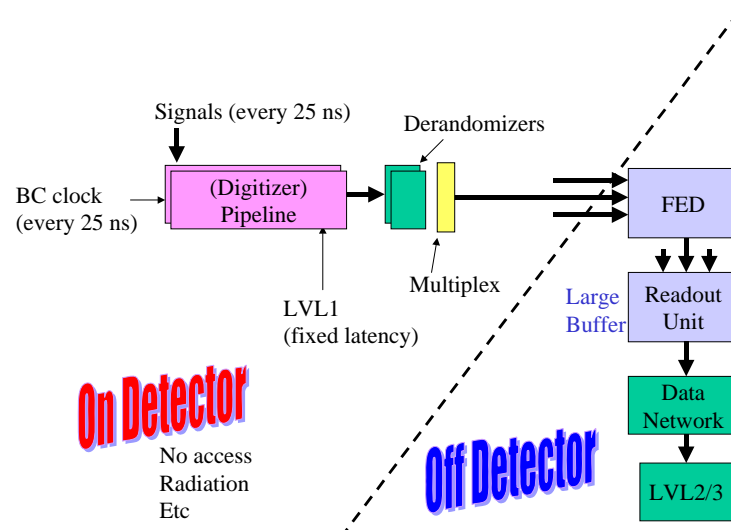 Signals (every 25 ns)
Derandomizers
BC clock
(every 25 ns)
(Digitizer)
Pipeline
FED
Multiplex
LVL1
(fixed latency)
Large
Buffer
Readout
Unit
On Detector
No access
Radiation
Etc
Off Detector
Data
Network
LVL2/3